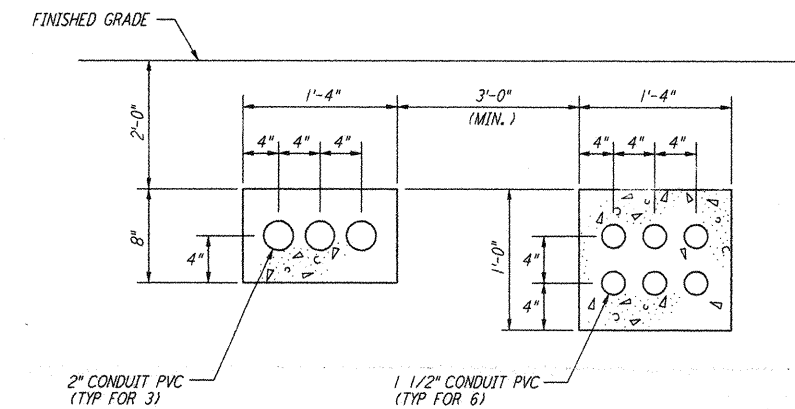 FINISHED GRADE
1'-4"
3'-0"
(MIN.)
1'-4"
2'-0"
4" 4" 4"
4" 4" 4"
8"
4"
1'-0"
4"
4"
2" CONDUIT PVC
(TYP FOR 3)
1 1/2" CONDUIT PVC
(TYP FOR 6)